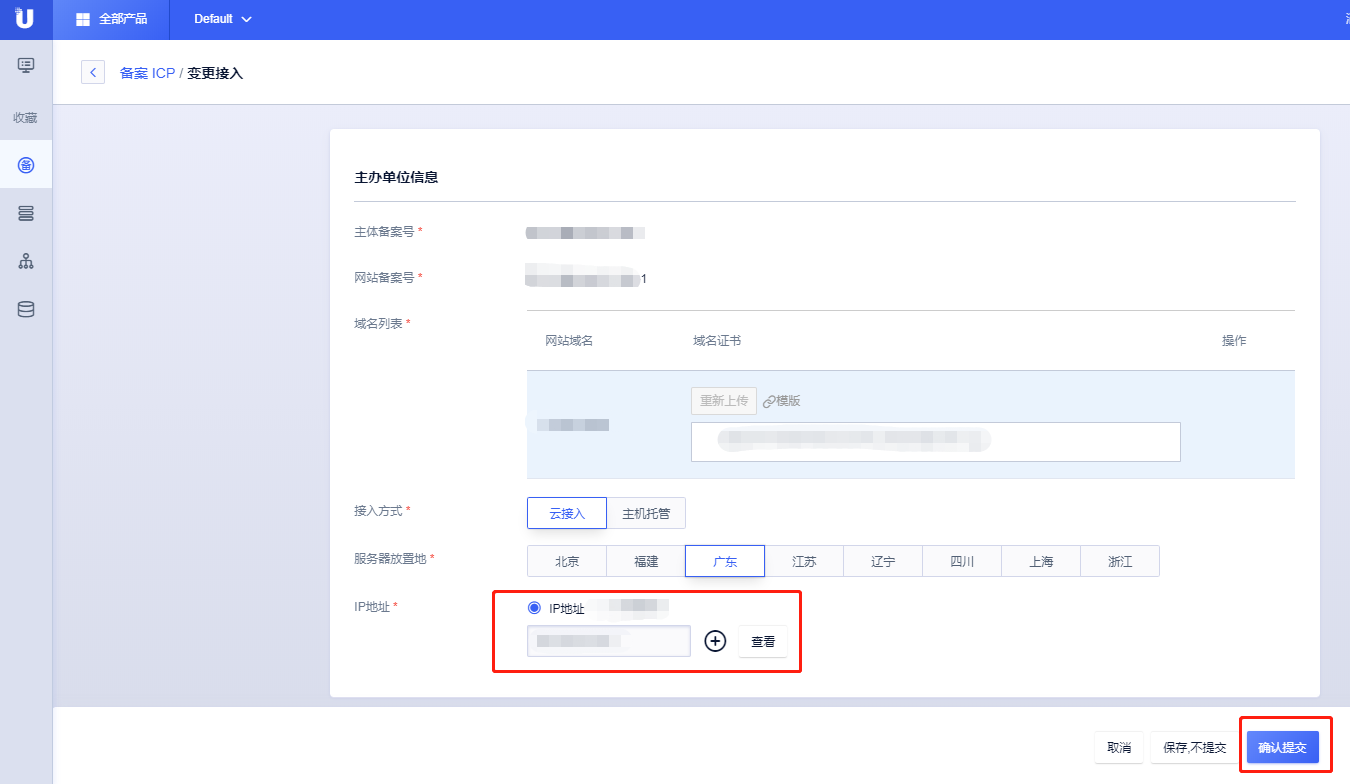 全部产品 Default
备案 ICP / 变更接入
收藏
备
主办单位信息
主体备案号 *
网站备案号 * 1
域名列表 *
网站域名 域名证书 操作
重新上传 模版
接入方式 * 云接入 主机托管
服务器放置地 * 北京 福建 广东 江苏 辽宁 四川 上海 浙江
IP地址 * IP地址
查看
取消 保存,不提交 确认提交